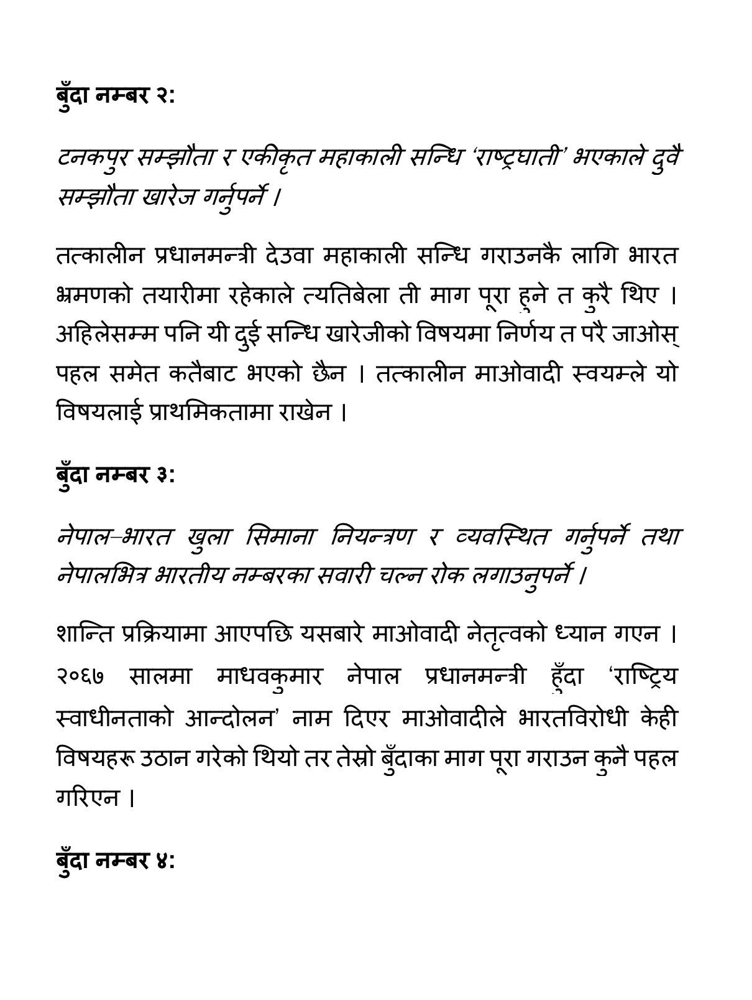 बुँदा नम्बर २:
टनकपुर सम्झौता र एकीकृत महाकाली सन्धि ‘राष्ट्रघाती’ भएकाले दुवै
सम्झौता खारेज गर्नुपर्ने ।
तत्कालीन प्रधानमन्त्री देउवा महाकाली सन्धि गराउनकै लागि भारत
भ्रमणको तयारीमा रहेकाले त्यतिबेला ती माग पूरा हुने त कुरै थिए ।
अहिलेसम्म पनि यी दुई सन्धि खारेजीको विषयमा निर्णय त परै जाओस्
पहल समेत कतैबाट भएको छैन । तत्कालीन माओवादी स्वयम्ले यो
विषयलाई प्राथमिकतामा राखेन ।
बुँदा नम्बर ३:
नेपाल–भारत खुला सिमाना नियन्त्रण र व्यवस्थित गर्नुपर्ने तथा
नेपालभित्र भारतीय नम्बरका सवारी चल्न रोक लगाउनुपर्ने ।
शान्ति प्रक्रियामा आएपछि यसबारे माओवादी नेतृत्वको ध्यान गएन ।
२०६७ सालमा माधवकुमार नेपाल प्रधानमन्त्री हुँदा ‘राष्ट्रिय
स्वाधीनताको आन्दोलन’ नाम दिएर माओवादीले भारतविरोधी केही
विषयहरू उठान गरेको थियो तर तेस्रो बुँदाका माग पूरा गराउन कुनै पहल
गरिएन ।
बुँदा नम्बर ४: